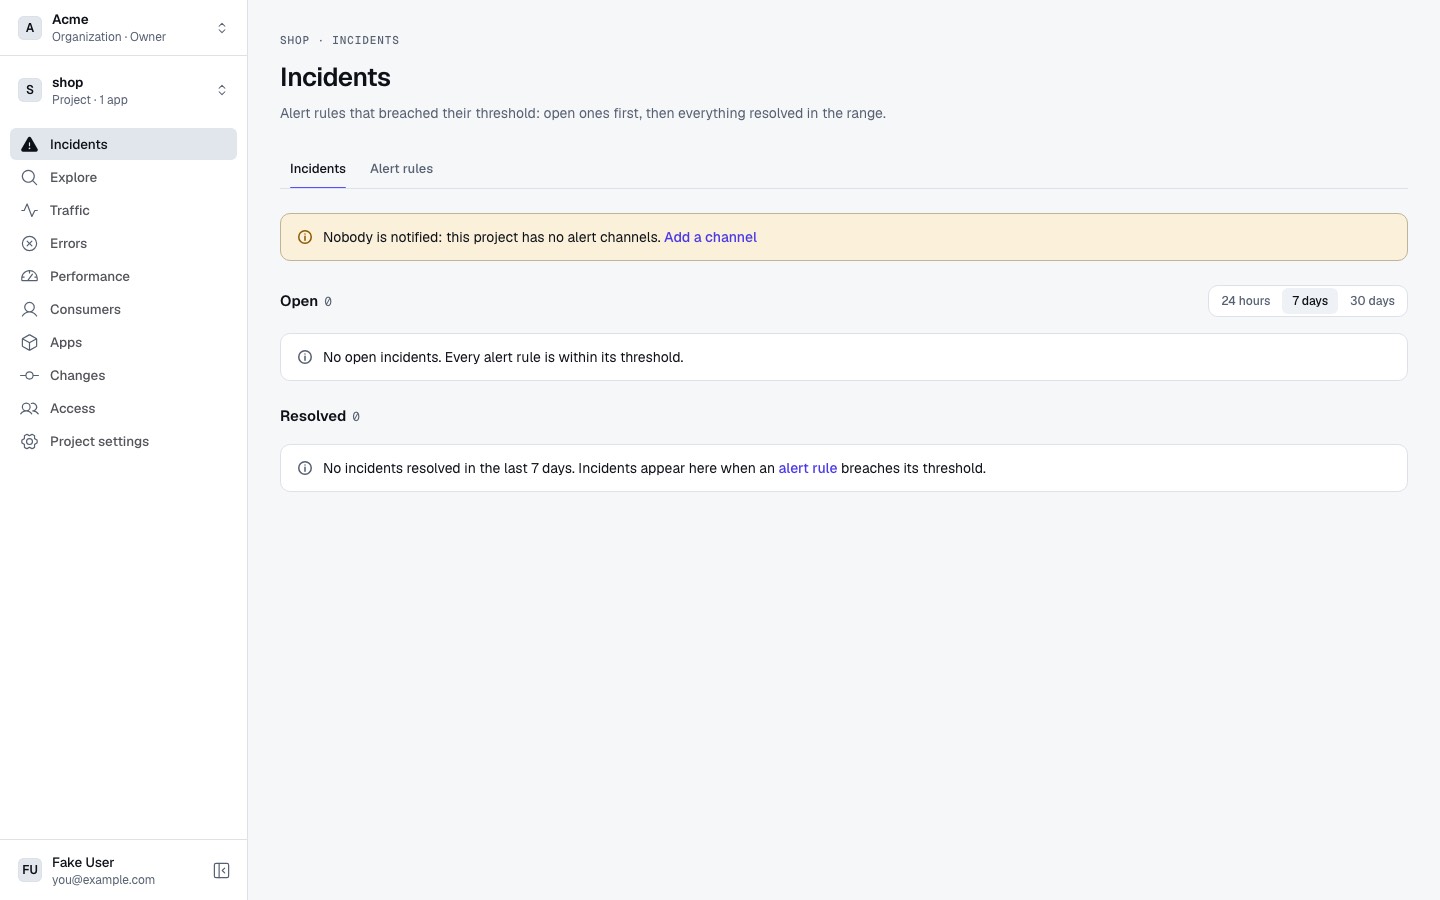 A
Acme
Organization · Owner
S
shop
Project · 1 app
Incidents
Explore
Traffic
Errors
Performance
Consumers
Apps
Changes
Access
Project settings
FU
Fake User
you@example.com
SHOP · INCIDENTS
Incidents
Alert rules that breached their threshold: open ones first, then everything resolved in the range.
Incidents Alert rules
Nobody is notified: this project has no alert channels. Add a channel
Open 0
24 hours 7 days 30 days
No open incidents. Every alert rule is within its threshold.
Resolved 0
No incidents resolved in the last 7 days. Incidents appear here when an alert rule breaches its threshold.